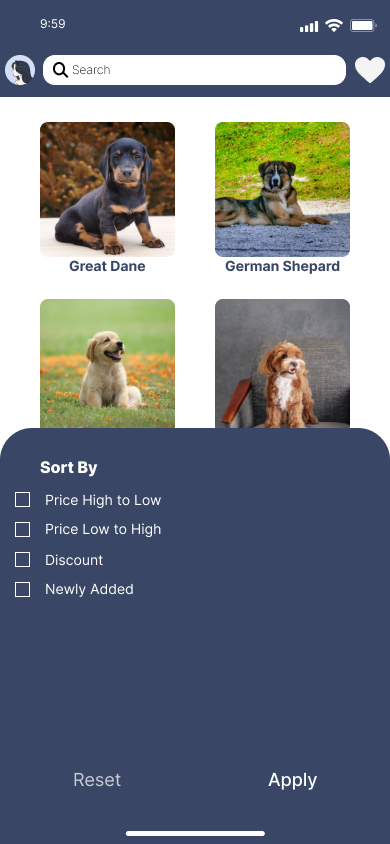 9:59
Search
Great Dane
German Shepard
Sort By
Price High to Low
Price Low to High
Discount
Newly Added
Reset
Apply